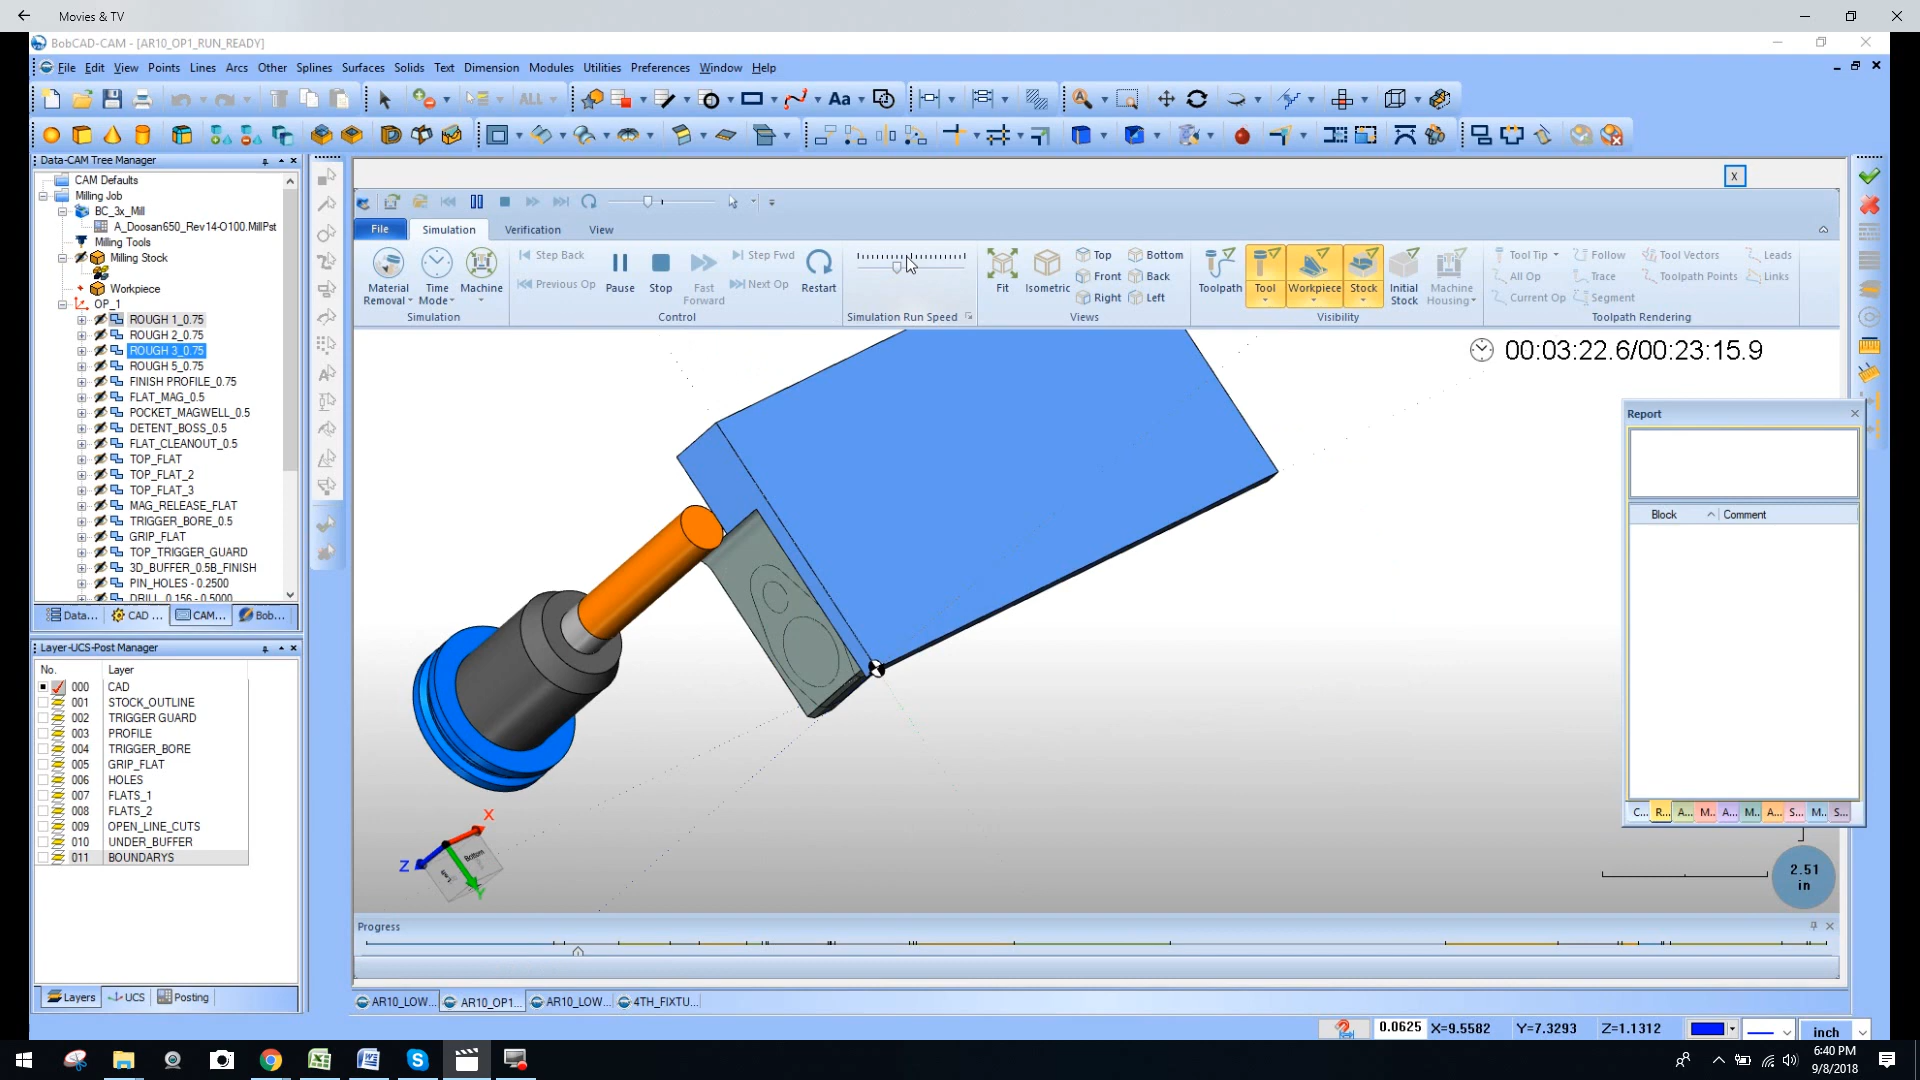 Movies & TV
BobCAD-CAM - [AR10_OP1_RUN_READY]
File Edit View Points Lines Arcs Other Splines Surfaces Solids Text Dimension Modules Utilities Preferences Window Help
ALL
Aa
Data-CAM Tree Manager
CAM Defaults
Milling Job
BC_3x_Mill
A_Doosan650_Rev14-O100.MillPst
Milling Tools
Milling Stock
Workpiece
OP_1
ROUGH 1_0.75
ROUGH 2_0.75
ROUGH 3_0.75
ROUGH 5_0.75
FINISH PROFILE_0.75
FLAT_MAG_0.5
POCKET_MAGWELL_0.5
DETENT_BOSS_0.5
FLAT_CLEANOUT_0.5
TOP_FLAT
TOP_FLAT_2
TOP_FLAT_3
MAG_RELEASE_FLAT
TRIGGER_BORE_0.5
GRIP_FLAT
TOP_TRIGGER_GUARD
3D_BUFFER_0.5B_FINISH
PIN_HOLES - 0.2500
DRILL 0.156 - 0.5000
Data... CAD ... CAM... Bob...
Layer-UCS-Post Manager
No. Layer
000 CAD
001 STOCK_OUTLINE
002 TRIGGER GUARD
003 PROFILE
004 TRIGGER_BORE
005 GRIP_FLAT
006 HOLES
007 FLATS_1
008 FLATS_2
009 OPEN_LINE_CUTS
010 UNDER_BUFFER
011 BOUNDARYS
Layers UCS Posting
X
File Simulation Verification View
Material Removal
Time Mode
Machine
Simulation
Step Back
Previous Op
Pause
Stop
Fast Forward
Step Fwd
Next Op
Restart
Control
Simulation Run Speed
Fit
Isometric
Top Bottom
Front Back
Right Left
Views
Toolpath
Tool
Workpiece
Stock
Initial Stock
Machine Housing
Visibility
Tool Tip Follow Tool Vectors Leads
All Op Trace Toolpath Points Links
Current Op Segment
Toolpath Rendering
00:03:22.6/00:23:15.9
Report
Block Comment
C... R... A... M.. A... M.. A... S... M.. S...
X
Z
Y
Bottom
Left
2.51
in
Progress
AR10_LOW... AR10_OP1... AR10_LOW... 4TH_FIXTU...
0.0625 X=9.5582 Y=7.3293 Z=1.1312 inch
6:40 PM
9/8/2018